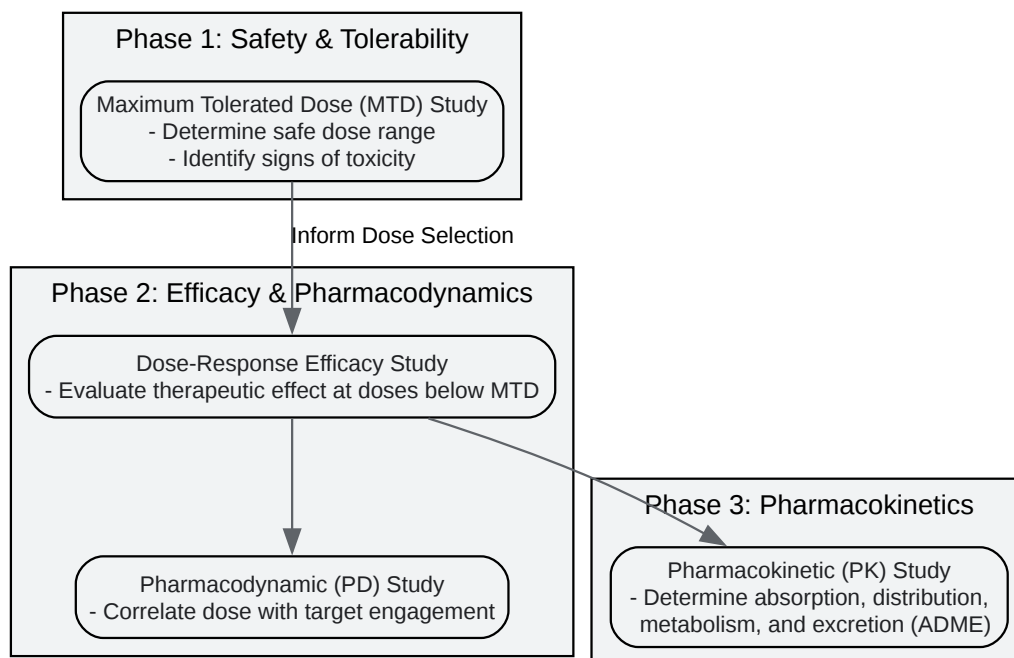 Phase 1: Safety & Tolerability
Maximum Tolerated Dose (MTD) Study
- Determine safe dose range
- Identify signs of toxicity
Inform Dose Selection
Phase 2: Efficacy & Pharmacodynamics
Dose-Response Efficacy Study
- Evaluate therapeutic effect at doses below MTD
Pharmacodynamic (PD) Study
- Correlate dose with target engagement
Phase 3: Pharmacokinetics
Pharmacokinetic (PK) Study
- Determine absorption, distribution,
metabolism, and excretion (ADME)